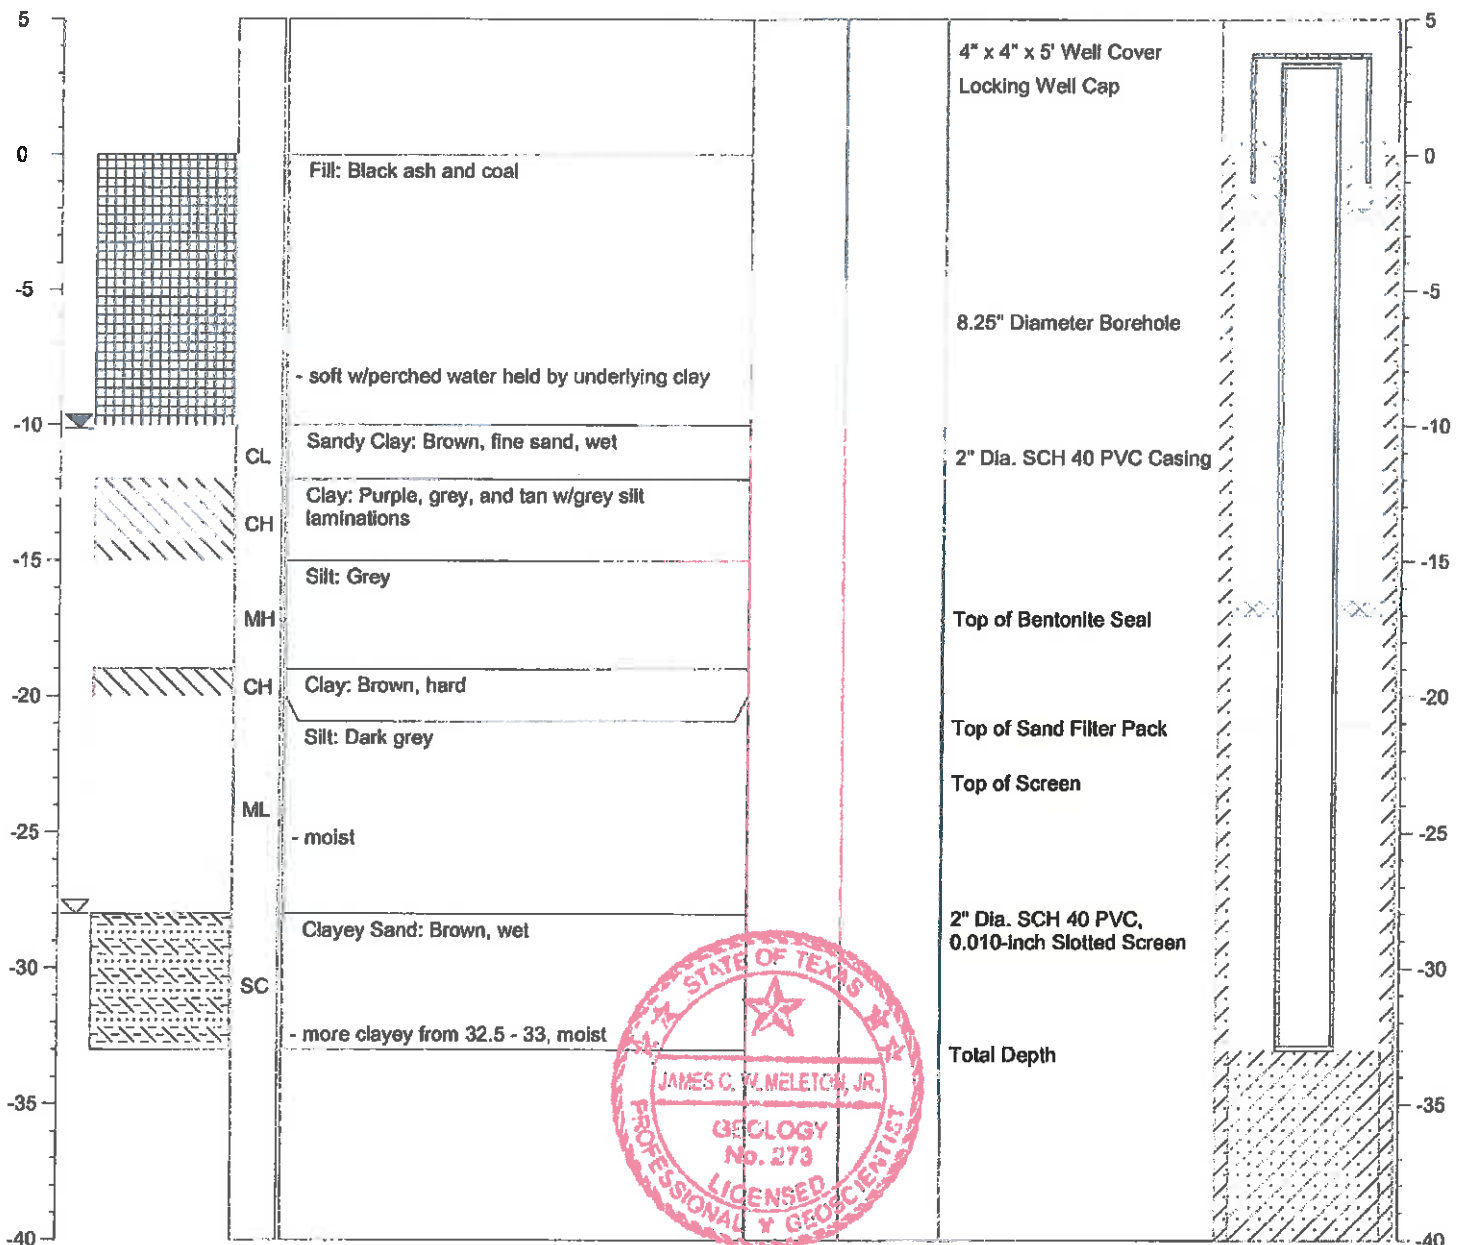 5
0
-5
-10
-15
-20
-25
-30
-35
-40
CL
CH
MH
CH
ML
SC
Fill: Black ash and coal
- soft w/perched water held by underlying clay
Sandy Clay: Brown, fine sand, wet
Clay: Purple, grey, and tan w/grey silt
laminations
Silt: Grey
Clay: Brown, hard
Silt: Dark grey
- moist
Clayey Sand: Brown, wet
- more clayey from 32.5 - 33, moist
STATE OF TEXAS
JAMES C. W. MELETON, JR.
GEOLOGY
No. 273
LICENSED
PROFESSIONAL GEOSCIENTIST
4" x 4" x 5' Well Cover
Locking Well Cap
8.25" Diameter Borehole
2" Dia. SCH 40 PVC Casing
Top of Bentonite Seal
Top of Sand Filter Pack
Top of Screen
2" Dia. SCH 40 PVC,
0.010-inch Slotted Screen
Total Depth
5
0
-5
-10
-15
-20
-25
-30
-35
-40